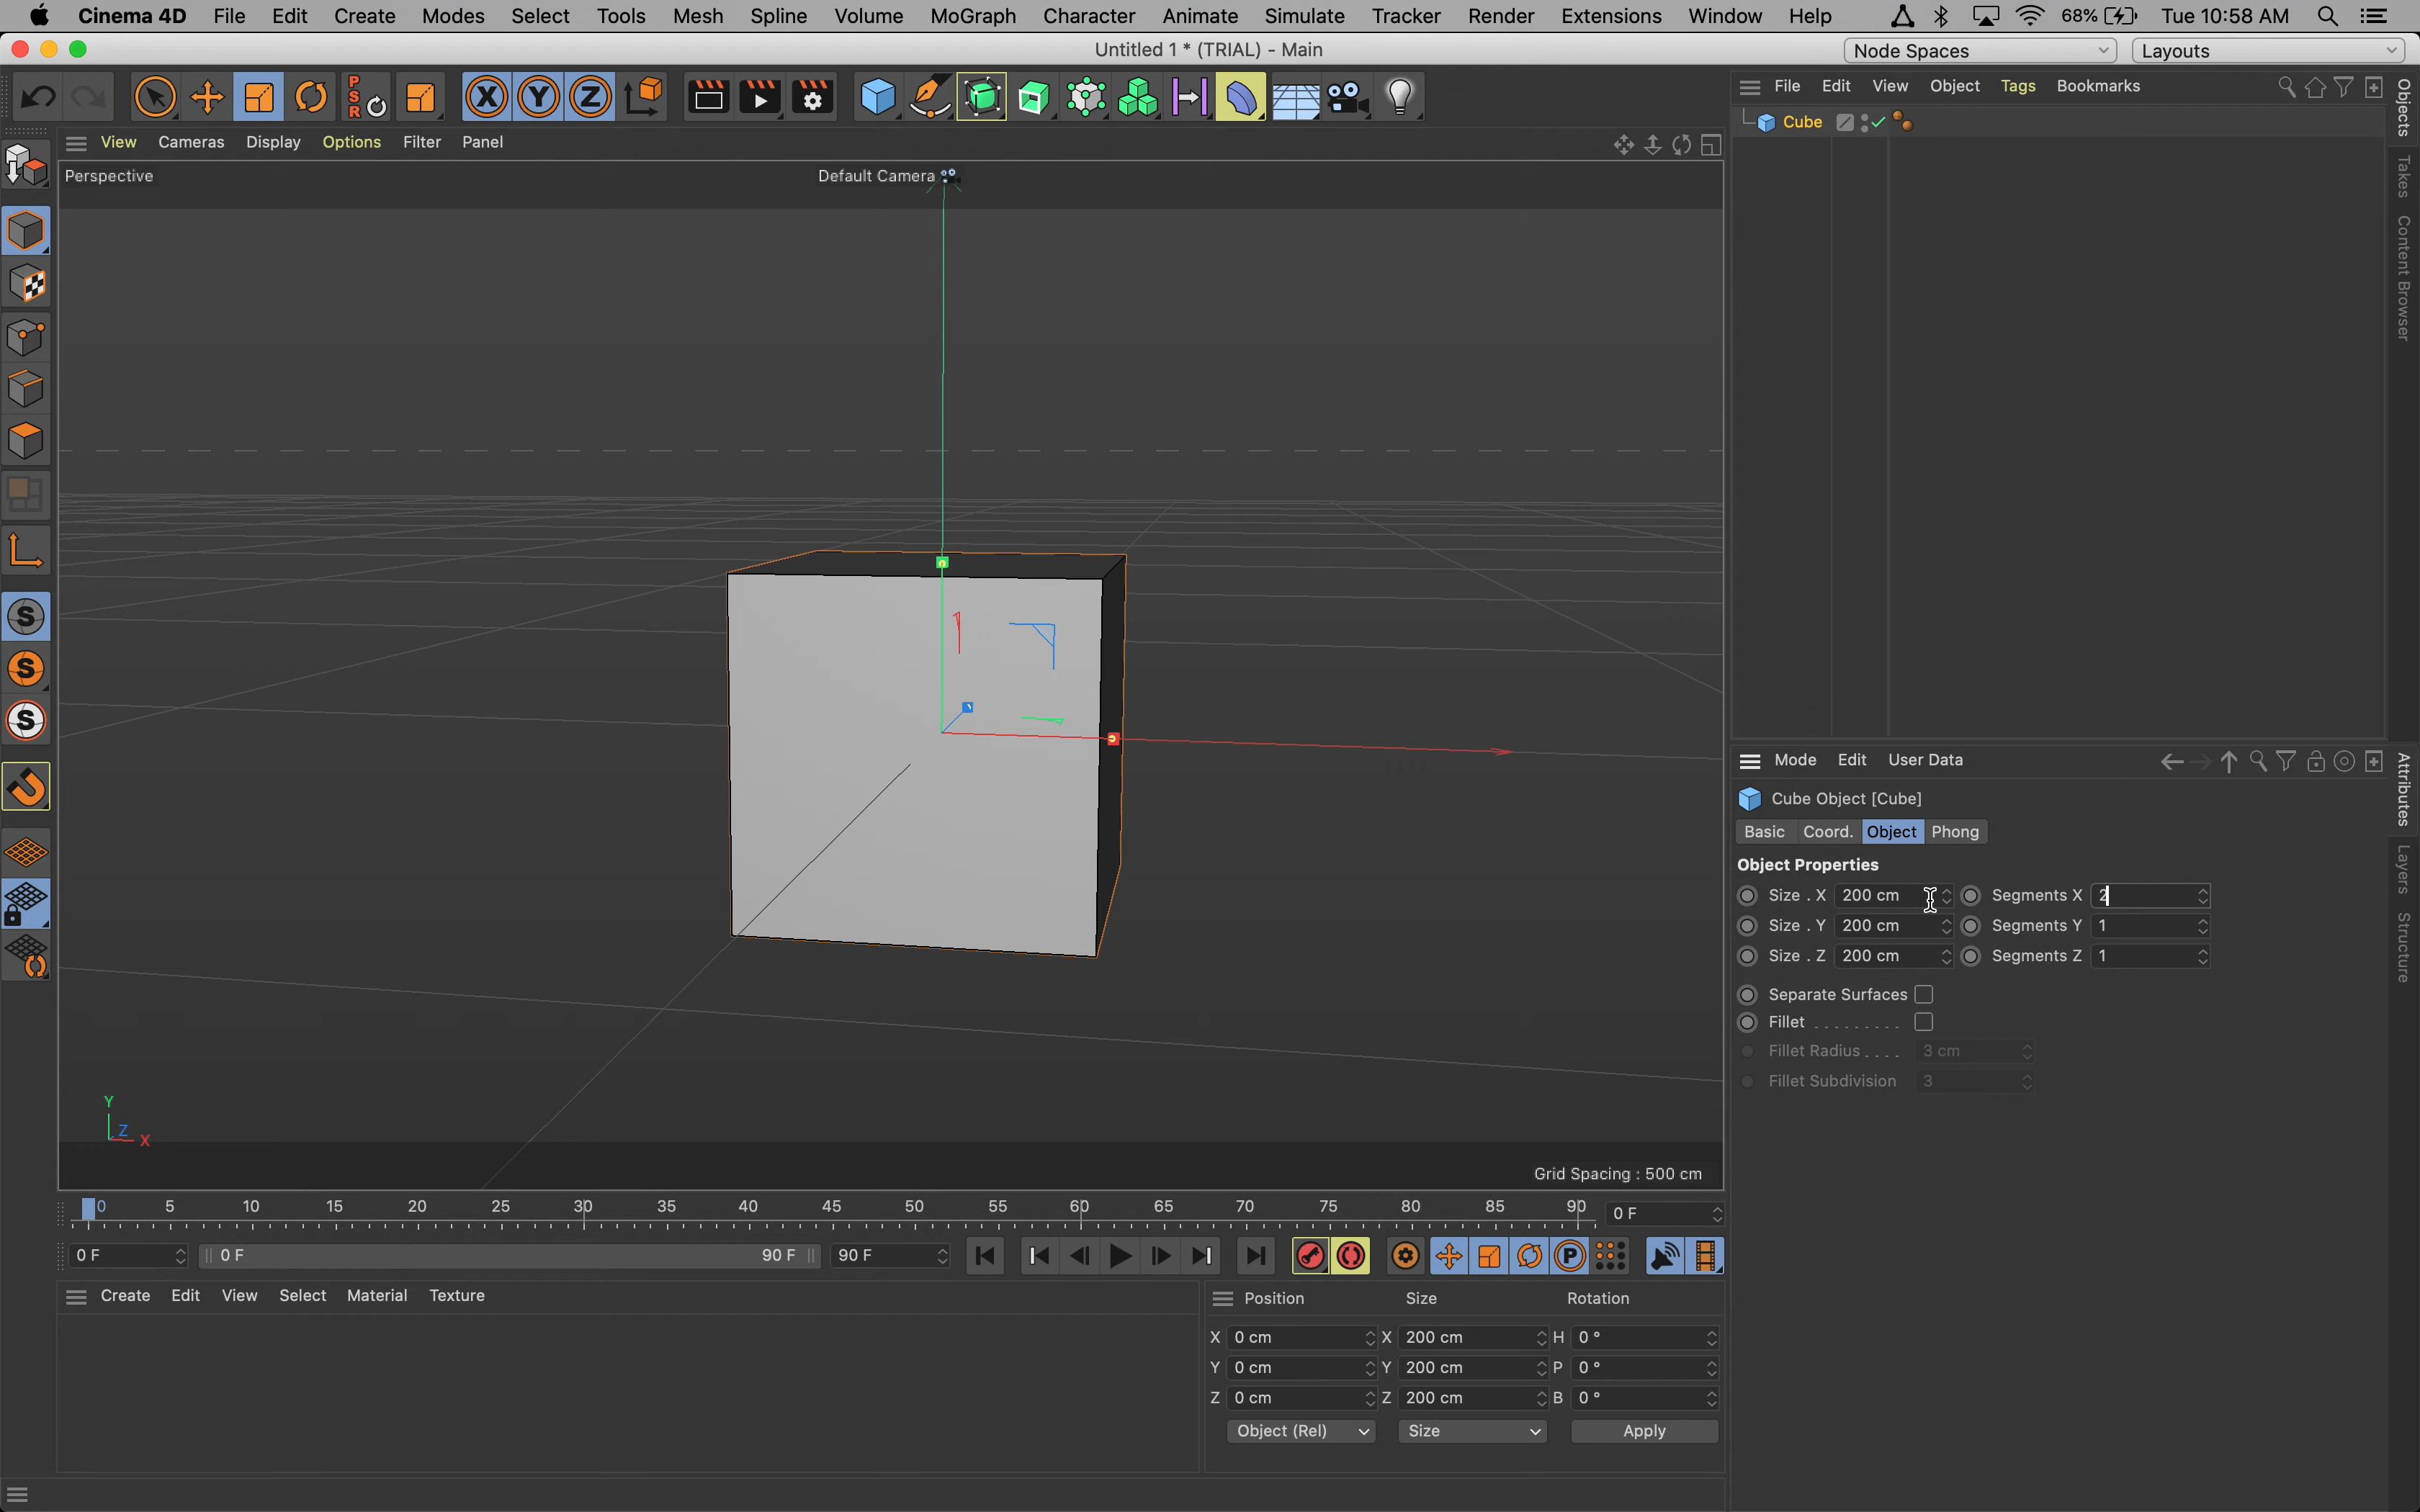 Cinema 4D File Edit Create Modes Select Tools Mesh Spline Volume MoGraph Character Animate Simulate Tracker Render Extensions Window Help 68% Tue 10:58 AM
Untitled 1 * (TRIAL) - Main
Node Spaces
Layouts
PSR
X Y Z
View Cameras Display Options Filter Panel
Perspective
Default Camera
S
S
S
Y
Z
X
Grid Spacing : 500 cm
File Edit View Object Tags Bookmarks
Cube
Objects
Takes
Content Browser
Mode Edit User Data
Cube Object [Cube]
Basic Coord. Object Phong
Object Properties
Size . X 200 cm Segments X 2
Size . Y 200 cm Segments Y 1
Size . Z 200 cm Segments Z 1
Separate Surfaces
Fillet . . . . . . . . .
Fillet Radius . . . . 3 cm
Fillet Subdivision 3
Attributes
Layers
Structure
0 5 10 15 20 25 30 35 40 45 50 55 60 65 70 75 80 85 90 0 F
0 F 0 F 90 F 90 F P
Create Edit View Select Material Texture
Position Size Rotation
X 0 cm X 200 cm H 0 °
Y 0 cm Y 200 cm P 0 °
Z 0 cm Z 200 cm B 0 °
Object (Rel) Size Apply